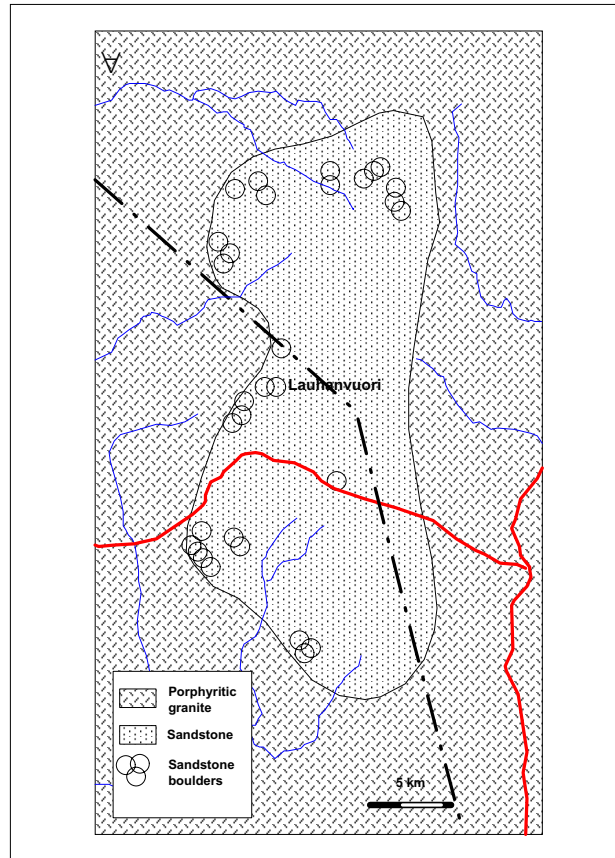 Lauhanvuori
Porphyritic
granite
Sandstone
Sandstone
boulders
5 km